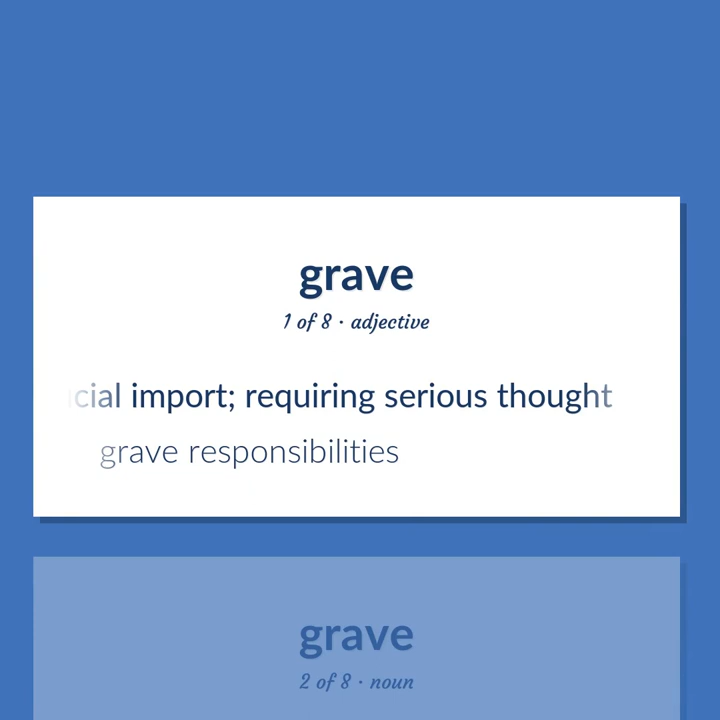 grave
1 of 8 · adjective
cial import; requiring serious thought
grave responsibilities
grave
2 of 8 · noun